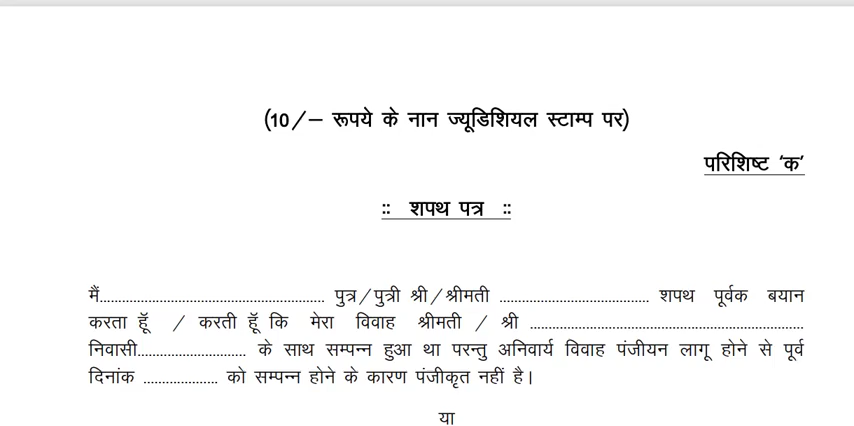 (10/– रूपये के नान ज्यूडिशियल स्टाम्प पर)
परिशिष्ट ‘क’
:: शपथ पत्र ::
मैं............................................................ पुत्र/पुत्री श्री/श्रीमती ........................................ शपथ पूर्वक बयान
करता हूॅं / करती हूॅं कि मेरा विवाह श्रीमती / श्री .........................................................................
निवासी............................. के साथ सम्पन्न हुआ था परन्तु अनिवार्य विवाह पंजीयन लागू होने से पूर्व
दिनांक .................... को सम्पन्न होने के कारण पंजीकृत नहीं है।
या